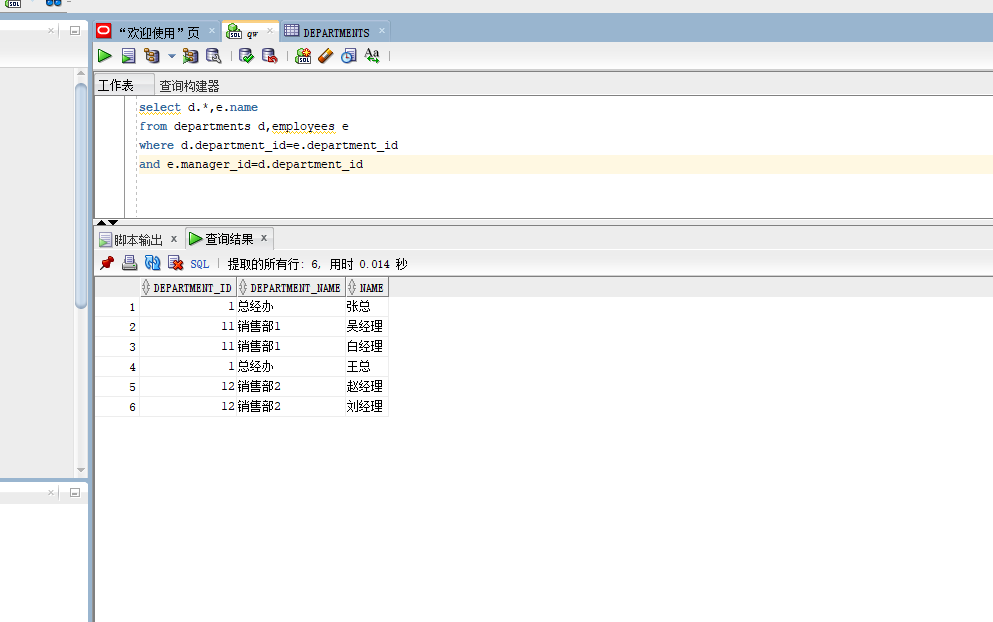 “欢迎使用”页 qw DEPARTMENTS
工作表 查询构建器
select d.*,e.name
from departments d,employees e
where d.department_id=e.department_id
and e.manager_id=d.department_id
脚本输出 x 查询结果 x
SQL | 提取的所有行: 6, 用时 0.014 秒
DEPARTMENT_ID DEPARTMENT_NAME NAME
1 1 总经办 张总
2 11 销售部1 吴经理
3 11 销售部1 白经理
4 1 总经办 王总
5 12 销售部2 赵经理
6 12 销售部2 刘经理